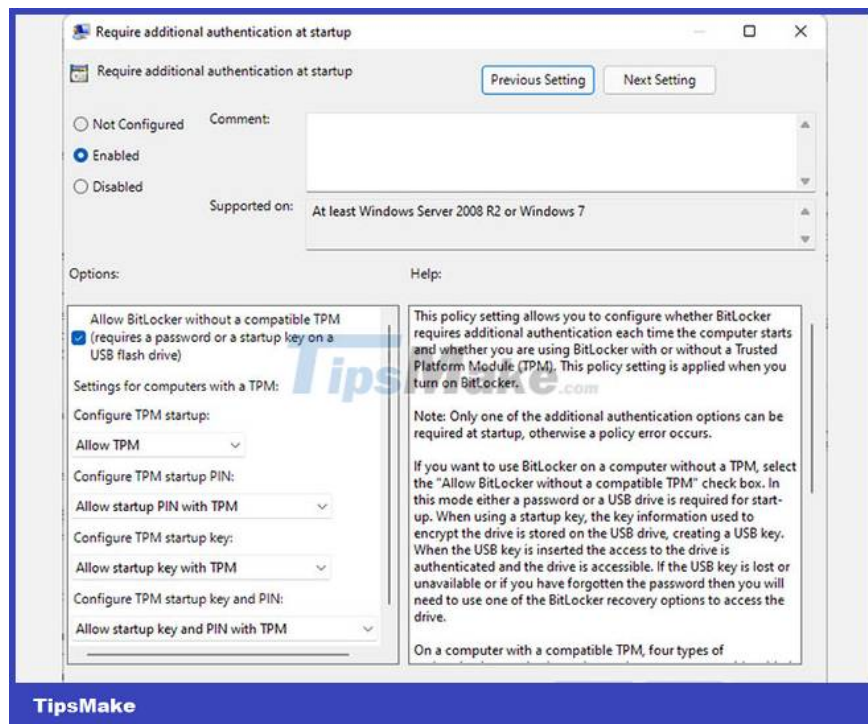 Require additional authentication at startup
Require additional authentication at startup
Previous Setting
Next Setting
Not Configured
Enabled
Disabled
Comment:
Supported on:
At least Windows Server 2008 R2 or Windows 7
Options:
Allow BitLocker without a compatible TPM
(requires a password or a startup key on a
USB flash drive)
Settings for computers with a TPM:
Configure TPM startup:
Allow TPM
Configure TPM startup PIN:
Allow startup PIN with TPM
Configure TPM startup key:
Allow startup key with TPM
Configure TPM startup key and PIN:
Allow startup key and PIN with TPM
Help:
This policy setting allows you to configure whether BitLocker
requires additional authentication each time the computer starts
and whether you are using BitLocker with or without a Trusted
Platform Module (TPM). This policy setting is applied when you
turn on BitLocker.
Note: Only one of the additional authentication options can be
required at startup, otherwise a policy error occurs.
If you want to use BitLocker on a computer without a TPM, select
the "Allow BitLocker without a compatible TPM" check box. In
this mode either a password or a USB drive is required for start-
up. When using a startup key, the key information used to
encrypt the drive is stored on the USB drive, creating a USB key.
When the USB key is inserted the access to the drive is
authenticated and the drive is accessible. If the USB key is lost or
unavailable or if you have forgotten the password then you will
need to use one of the BitLocker recovery options to access the
drive.
On a computer with a compatible TPM, four types of
TipsMake.com
TipsMake